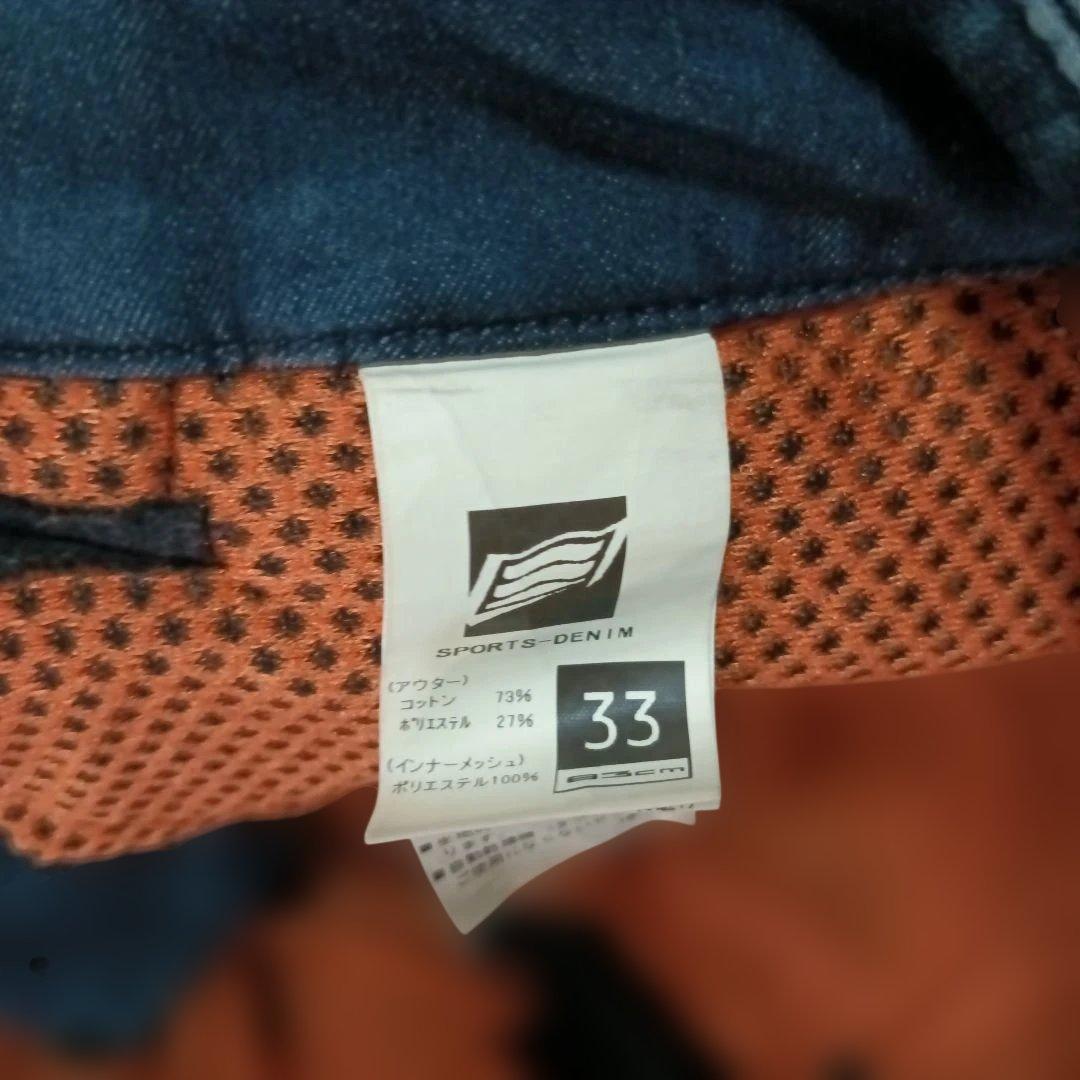 SPORTS-DENIM
(アウター)
コットン 73%
ポリエステル 27%
(インナーメッシュ)
ポリエステル100%
33
83cm